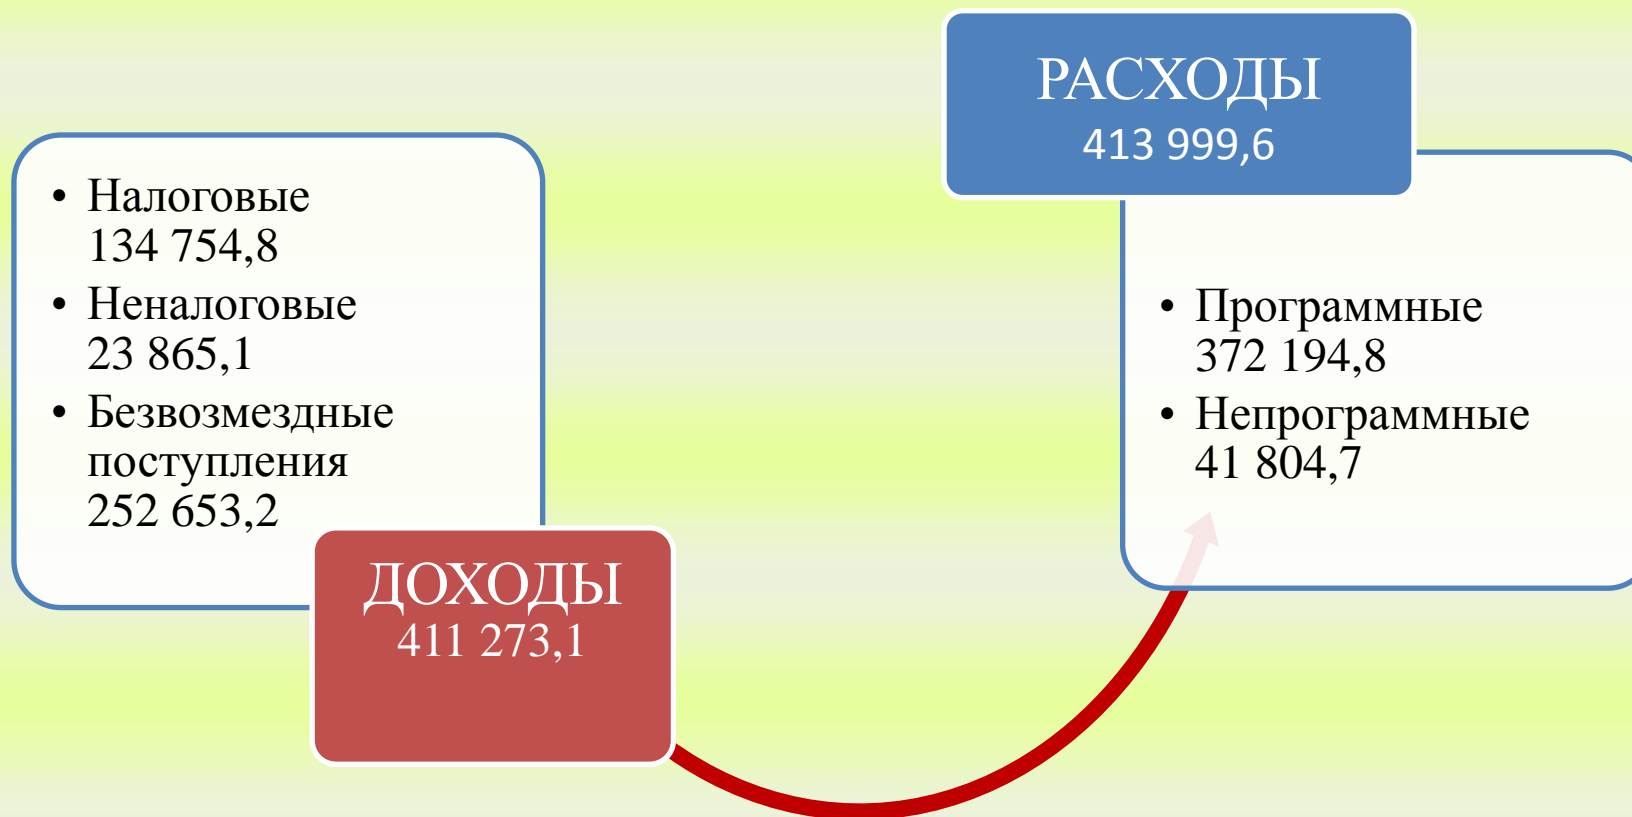 • Налоговые
134 754,8
• Неналоговые
23 865,1
• Безвозмездные
поступления
252 653,2
ДОХОДЫ
411 273,1
РАСХОДЫ
413 999,6
• Программные
372 194,8
• Непрограммные
41 804,7